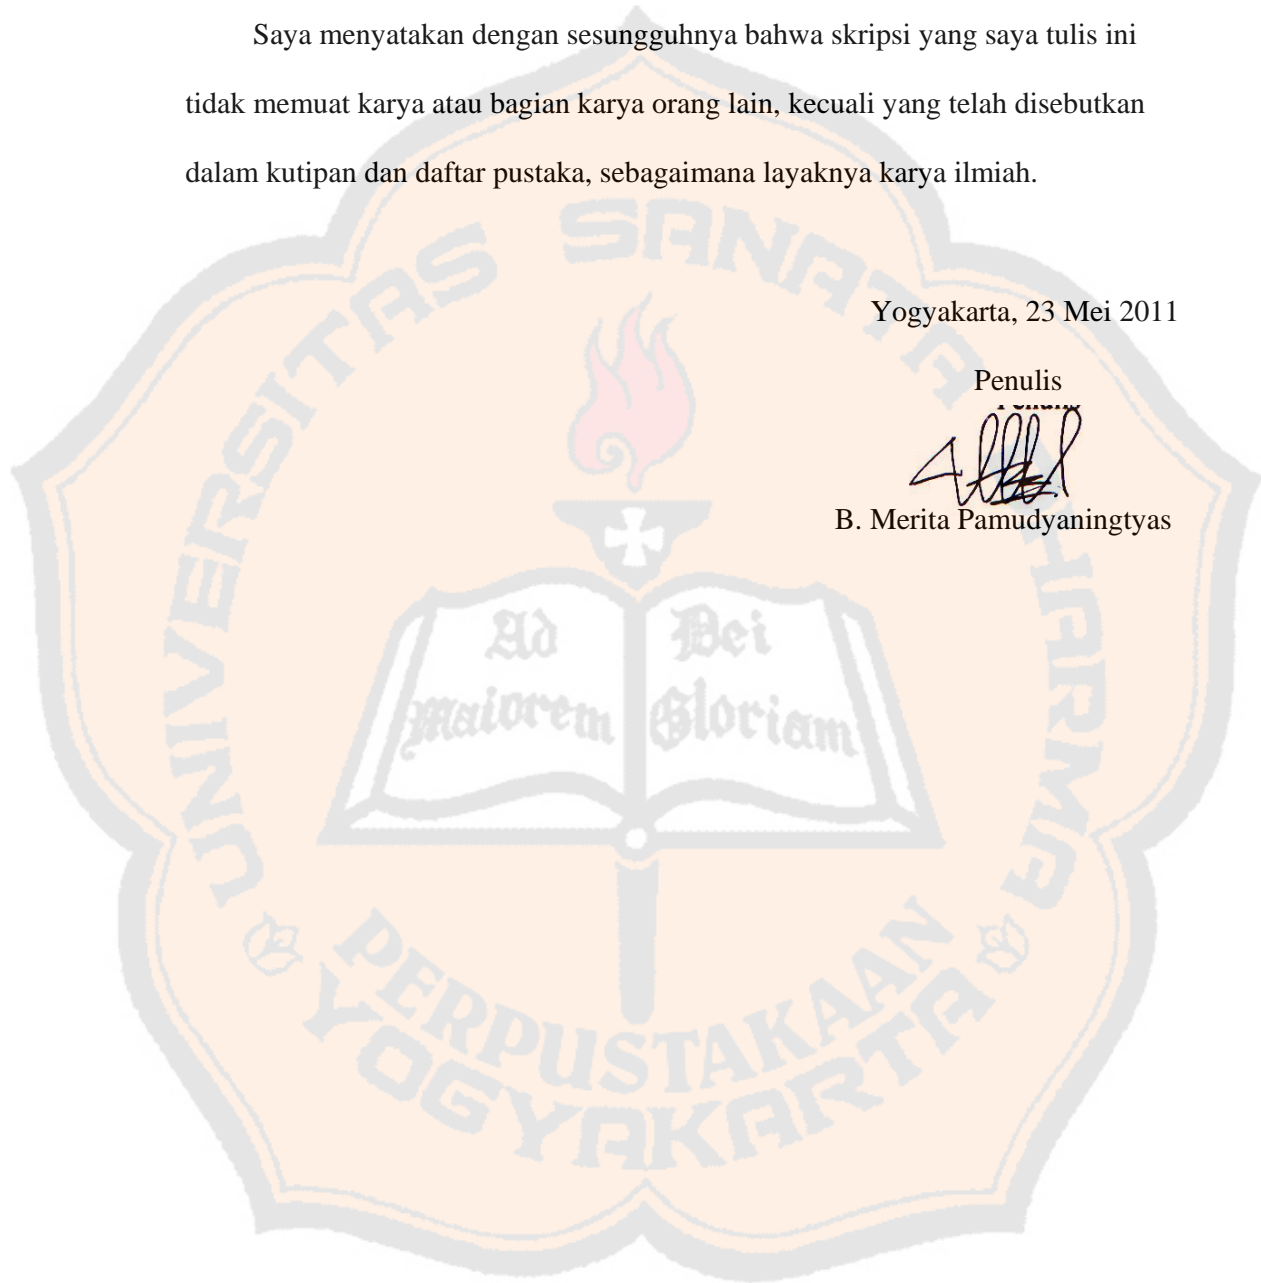 Saya menyatakan dengan sesungguhnya bahwa skripsi yang saya tulis ini
tidak memuat karya atau bagian karya orang lain, kecuali yang telah disebutkan
dalam kutipan dan daftar pustaka, sebagaimana layaknya karya ilmiah.
Yogyakarta, 23 Mei 2011
Penulis
B. Merita Pamudyaningtyas
UNIVERSITAS SANATA DHARMA
Ad
Dei
maiorem
Gloriam
PERPUSTAKAAN
YOGYAKARTA